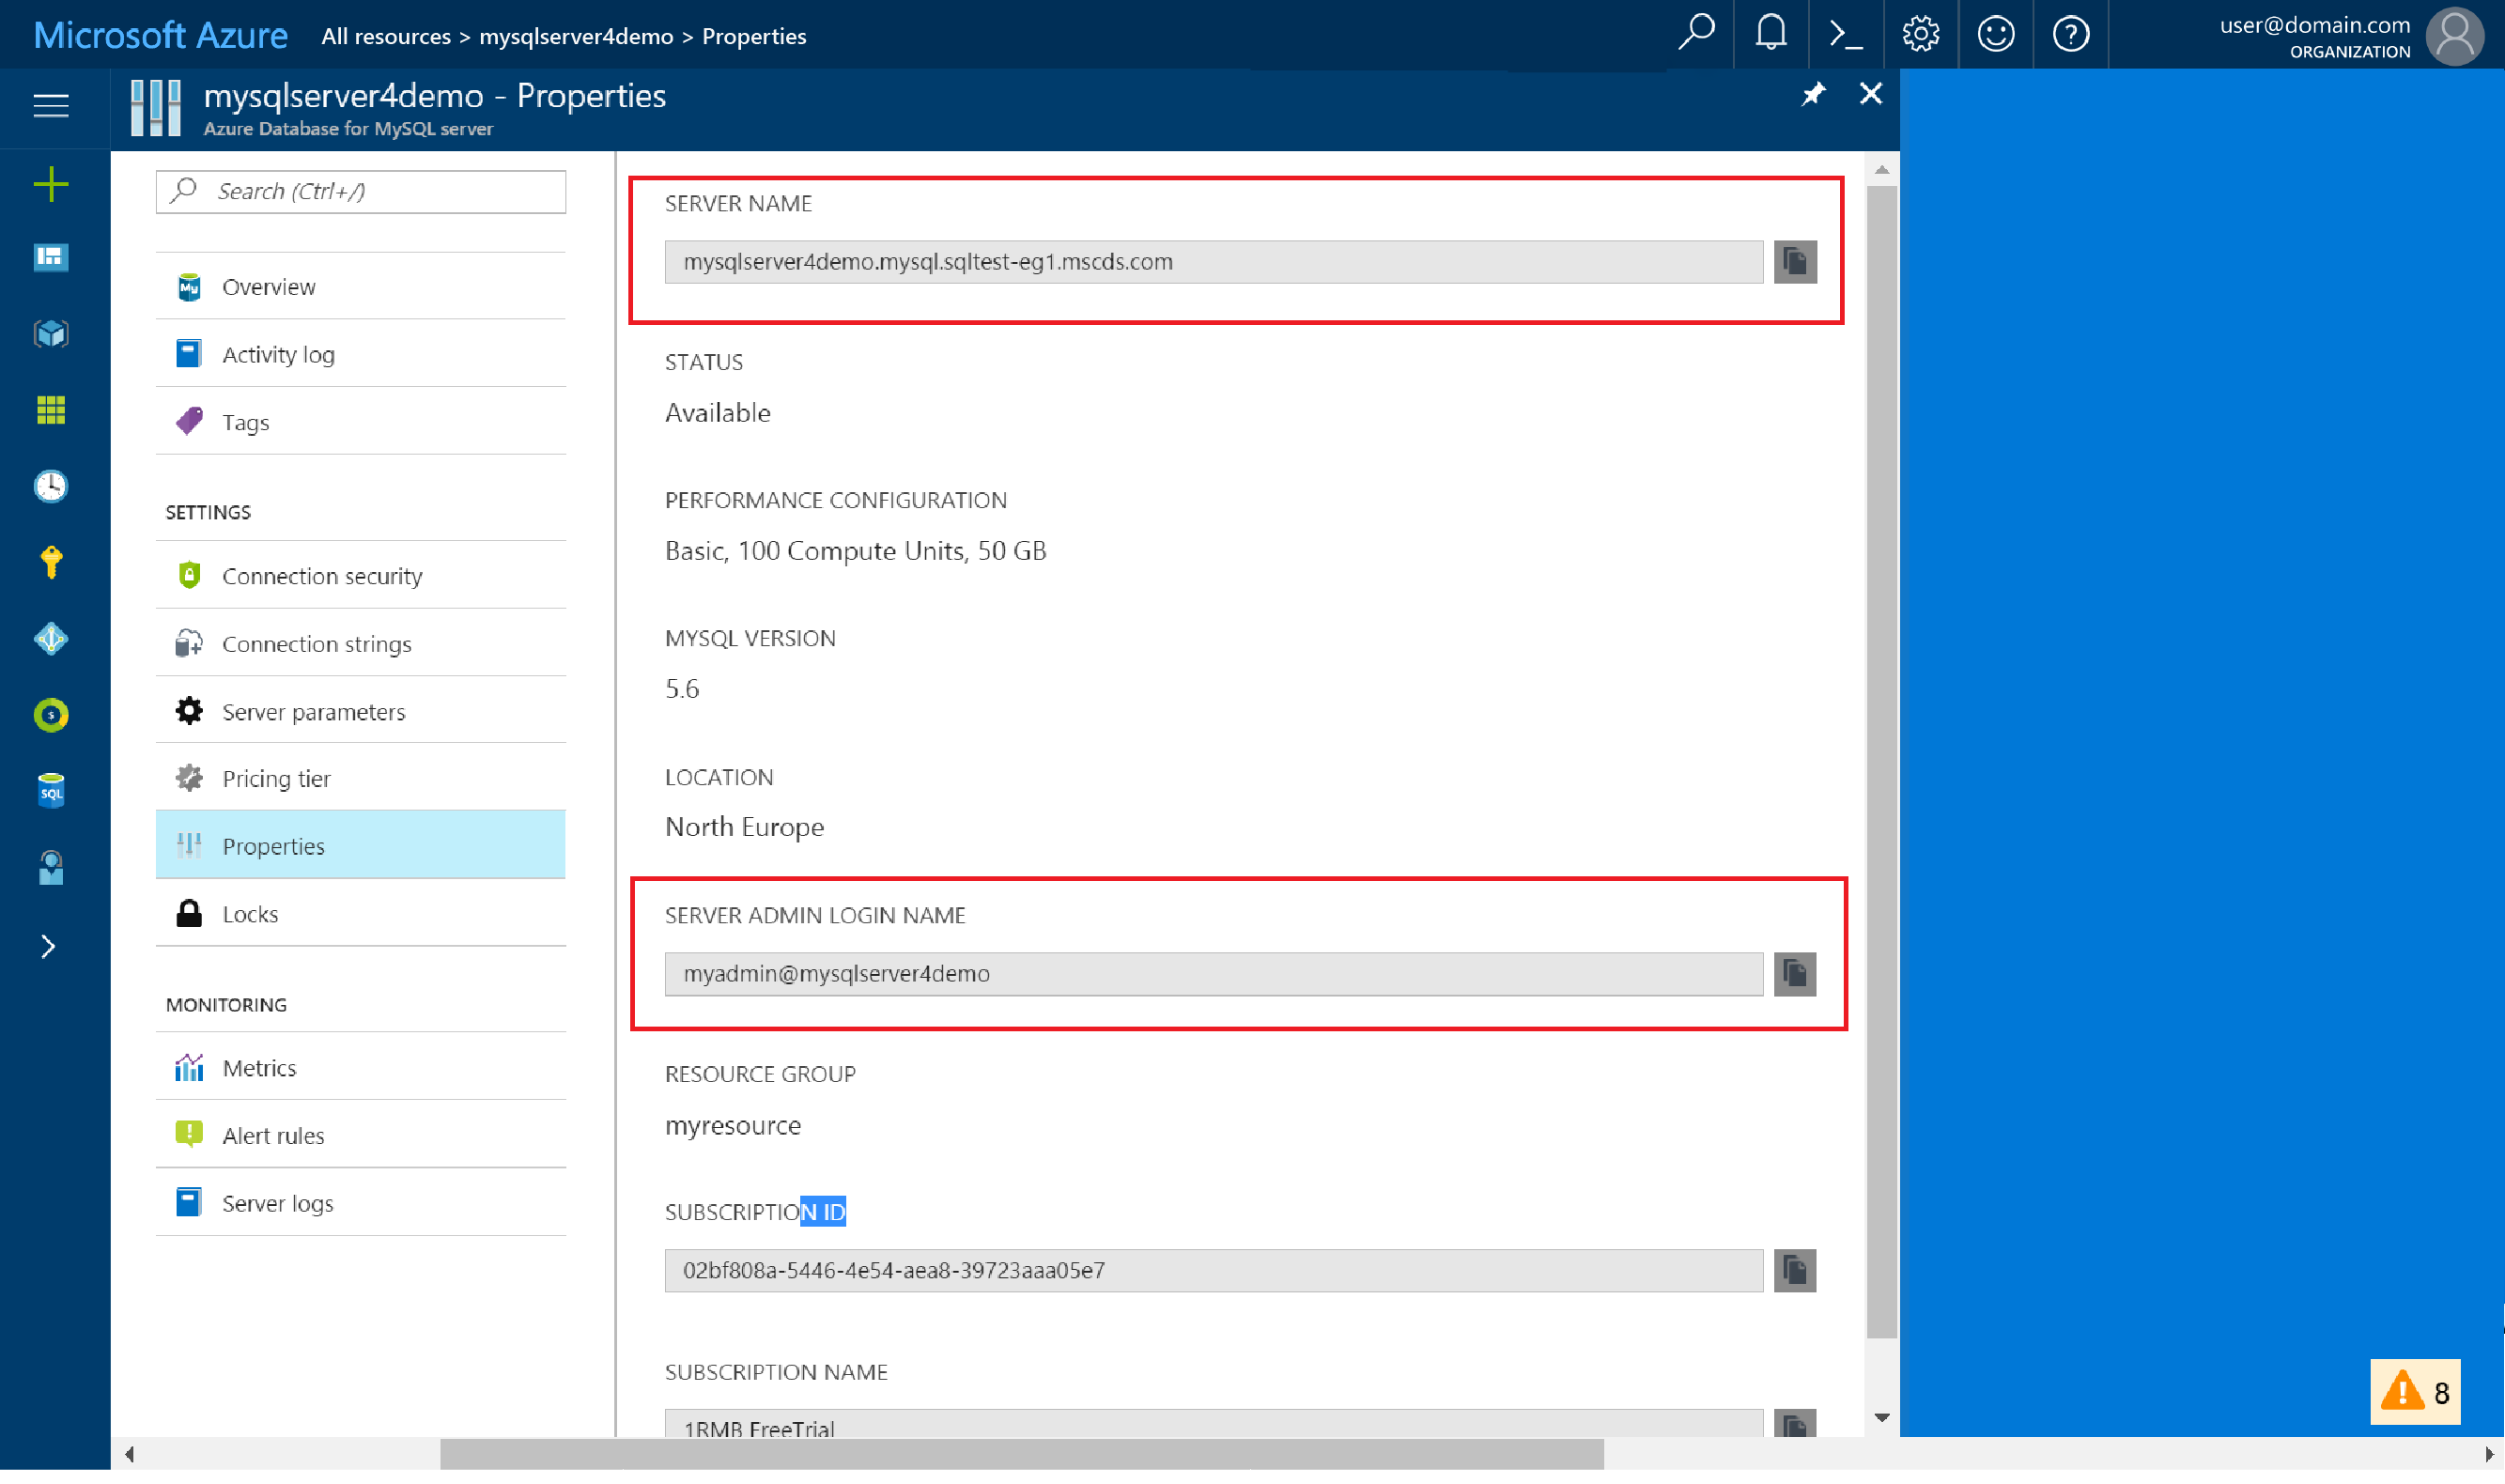 Microsoft Azure All resources > mysqlserver4demo > Properties
user@domain.com
ORGANIZATION
mysqlserver4demo - Properties
Azure Database for MySQL server
Search (Ctrl+/)
My Overview
Activity log
Tags
SETTINGS
Connection security
Connection strings
Server parameters
Pricing tier
SQL
Properties
Locks
MONITORING
Metrics
Alert rules
Server logs
SERVER NAME
mysqlserver4demo.mysql.sqltest-eg1.mscds.com
STATUS
Available
PERFORMANCE CONFIGURATION
Basic, 100 Compute Units, 50 GB
MYSQL VERSION
5.6
LOCATION
North Europe
SERVER ADMIN LOGIN NAME
myadmin@mysqlserver4demo
RESOURCE GROUP
myresource
SUBSCRIPTION ID
02bf808a-5446-4e54-aea8-39723aaa05e7
SUBSCRIPTION NAME
1RMB FreeTrial
8